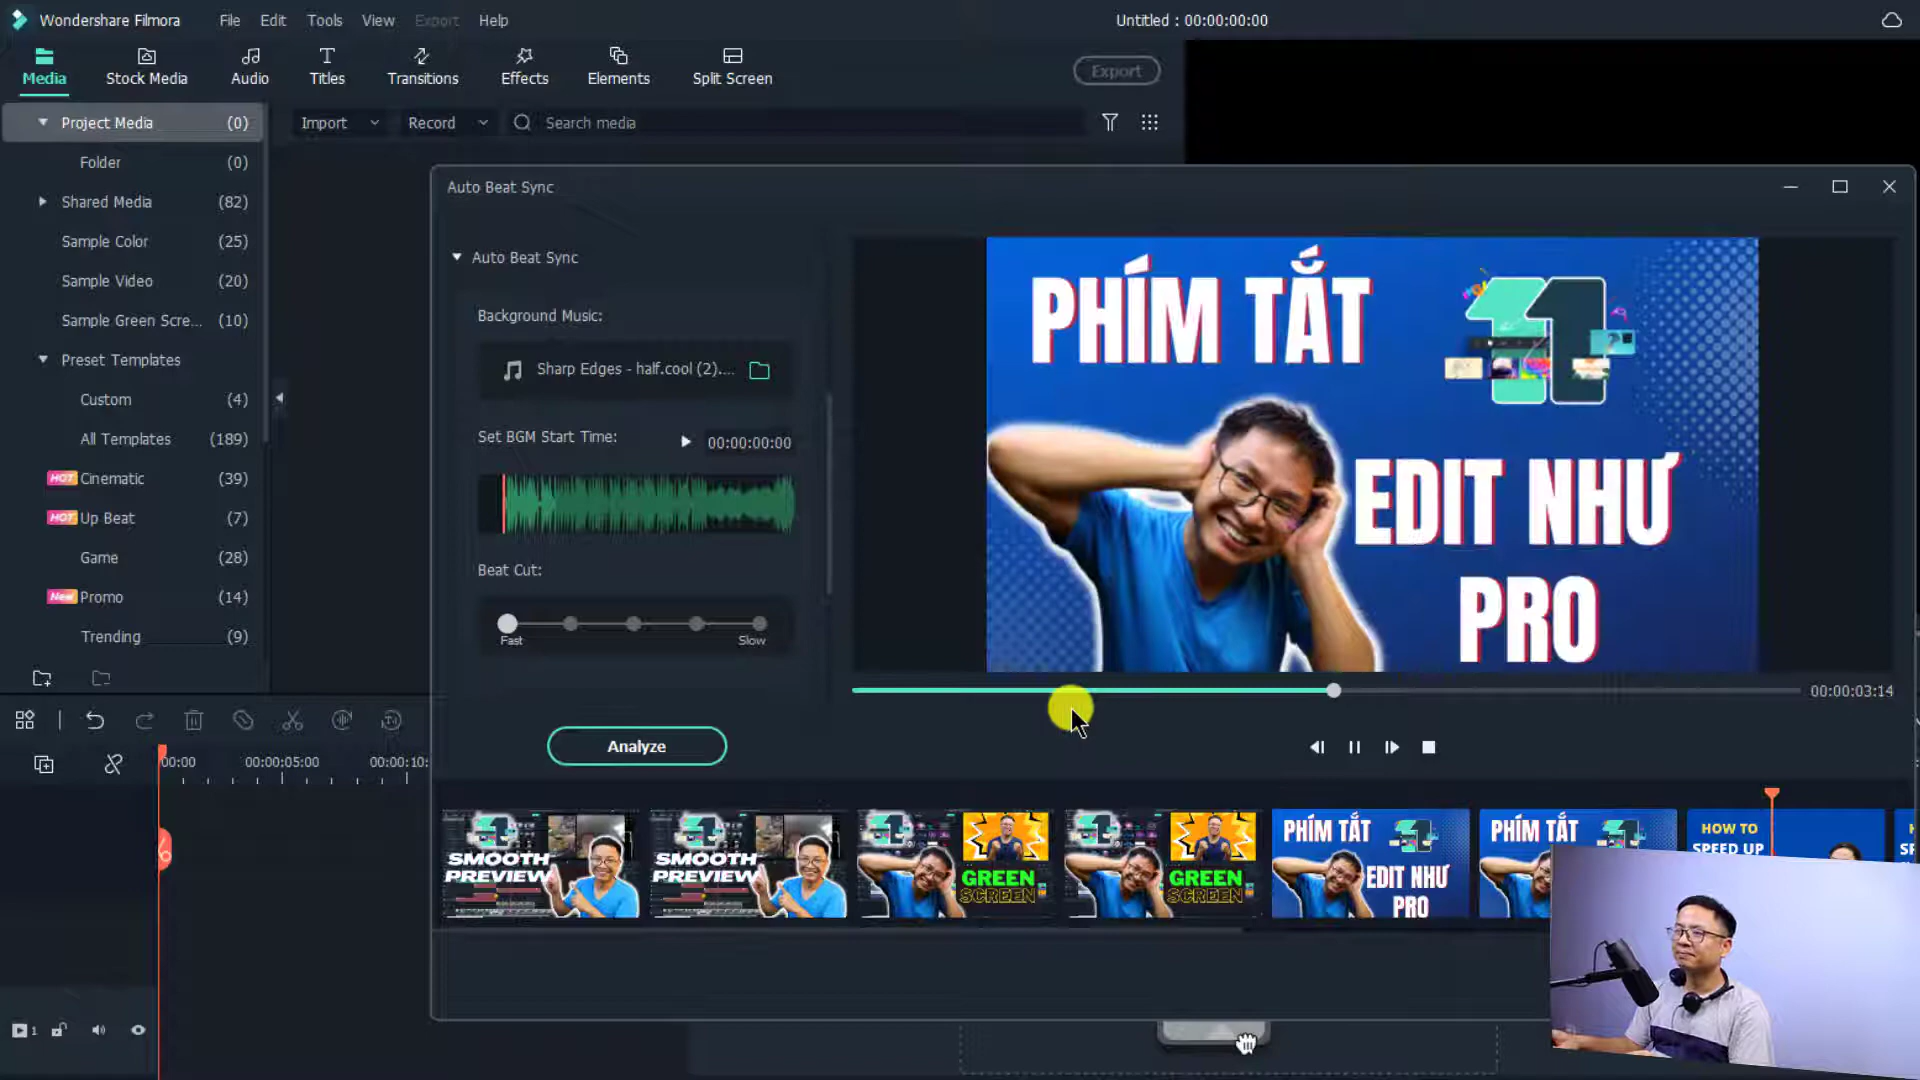 Wondershare Filmora File Edit Tools View Export Help
Untitled : 00:00:00:00
Media Stock Media Audio Titles Transitions Effects Elements Split Screen
Export
Project Media (0)
Folder (0)
Shared Media (82)
Sample Color (25)
Sample Video (20)
Sample Green Scre... (10)
Preset Templates
Custom (4)
All Templates (189)
HOT Cinematic (39)
HOT Up Beat (7)
Game (28)
New Promo (14)
Trending (9)
Import Record Search media
Auto Beat Sync
Auto Beat Sync
Background Music:
Sharp Edges - half.cool (2)....
Set BGM Start Time: 00:00:00:00
Beat Cut:
Fast Slow
Analyze
PHÍM TẮT
11
EDIT NHƯ
PRO
00:00:03:14
00:00 00:00:05:00 00:00:10:
SMOOTH
PREVIEW
SMOOTH
PREVIEW
GREEN
SCREEN
GREEN
SCREEN
PHÍM TẮT
EDIT NHƯ
PRO
PHÍM TẮT
HOW TO
SPEED UP
1